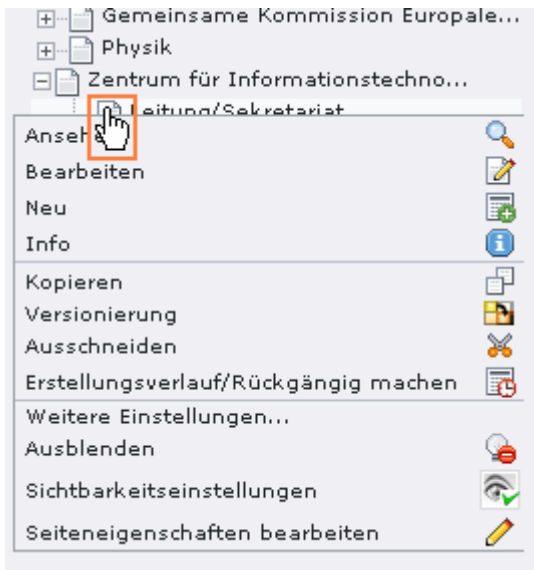 Gemeinsame Kommission Europale...
Physik
Zentrum für Informationstechno...
Leitung/Sekretariat
Ansehen
Bearbeiten
Neu
Info
Kopieren
Versionierung
Ausschneiden
Erstellungsverlauf/Rückgängig machen
Weitere Einstellungen...
Ausblenden
Sichtbarkeitseinstellungen
Seiteneigenschaften bearbeiten